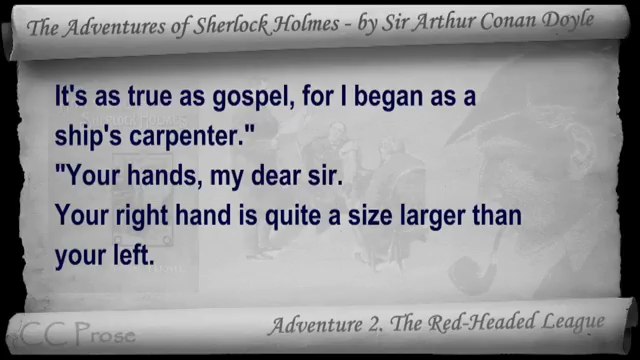 The Adventures of Sherlock Holmes - by Sir Arthur Conan Doyle
It's as true as gospel, for I began as a
ship's carpenter."
"Your hands, my dear sir.
Your right hand is quite a size larger than
your left.
CC Prose
Adventure 2. The Red-Headed League